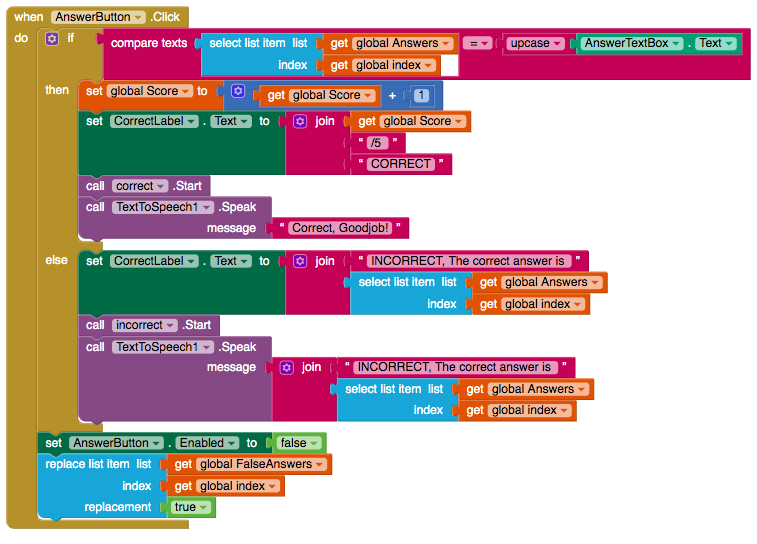 when AnswerButton .Click
do if compare texts select list item list get global Answers = upcase AnswerTextBox . Text
index get global index
then set global Score to get global Score + 1
set CorrectLabel . Text to join get global Score
" /5 "
" CORRECT "
call correct .Start
call TextToSpeech1 .Speak
message " Correct, Goodjob! "
else set CorrectLabel . Text to join " INCORRECT, The correct answer is "
select list item list get global Answers
index get global index
call incorrect .Start
call TextToSpeech1 .Speak
message join " INCORRECT, The correct answer is "
select list item list get global Answers
index get global index
set AnswerButton . Enabled to false
replace list item list get global FalseAnswers
index get global index
replacement true